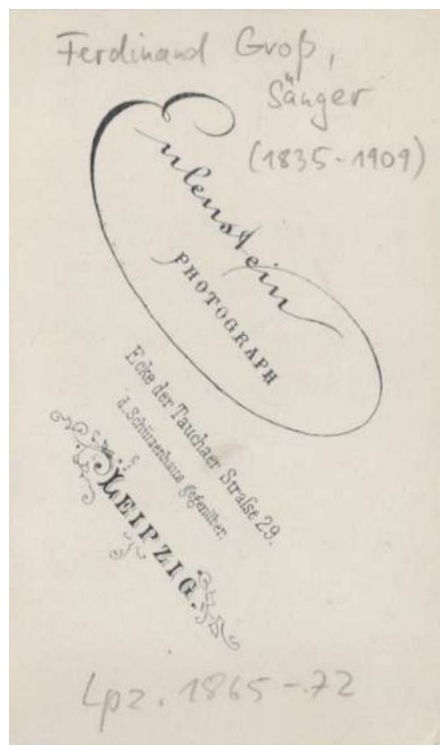 Ferdinand Groß,
Sänger
(1835-1909)
Eulenstein
PHOTOGRAPH
Ecke der Tauchaer Straſse 29.
d. Schützenhaus gegenüber.
LEIPZIG.
Lpz. 1865-72